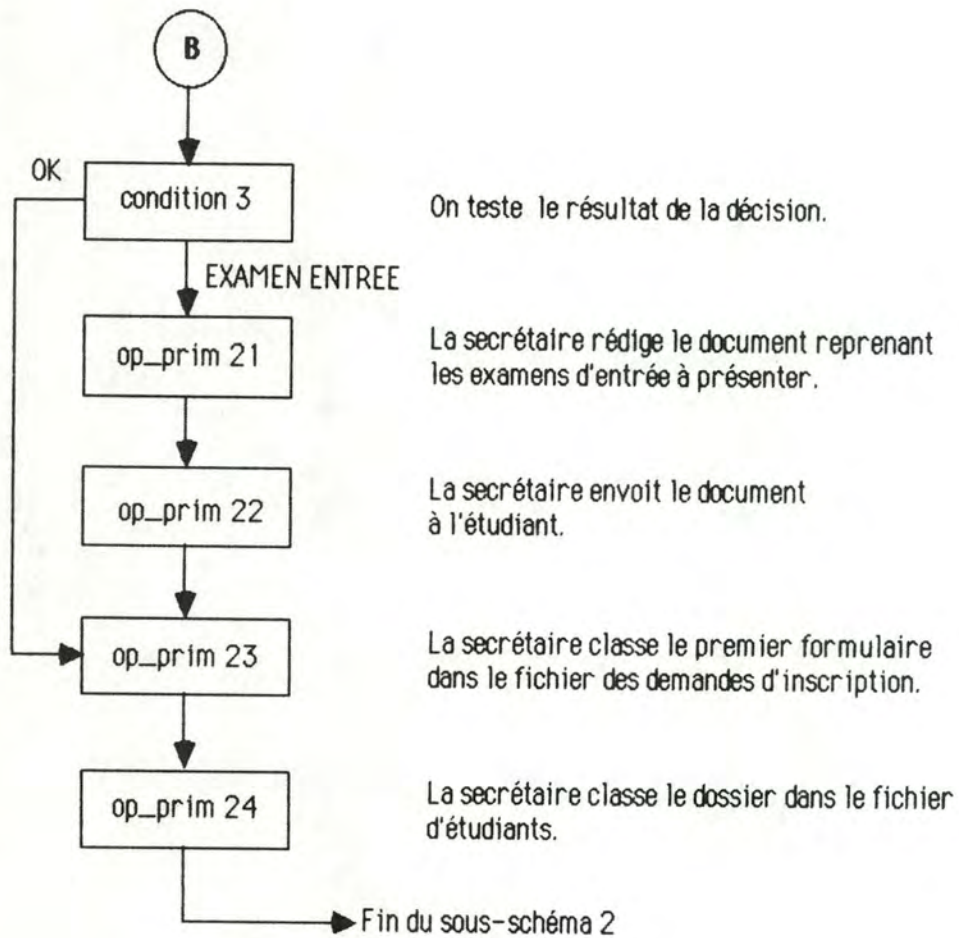 B
OK
condition 3
On teste le résultat de la décision.
EXAMEN ENTREE
op_prim 21
La secrétaire rédige le document reprenant
les examens d'entrée à présenter.
op_prim 22
La secrétaire envoit le document
à l'étudiant.
op_prim 23
La secrétaire classe le premier formulaire
dans le fichier des demandes d'inscription.
op_prim 24
La secrétaire classe le dossier dans le fichier
d'étudiants.
Fin du sous-schéma 2